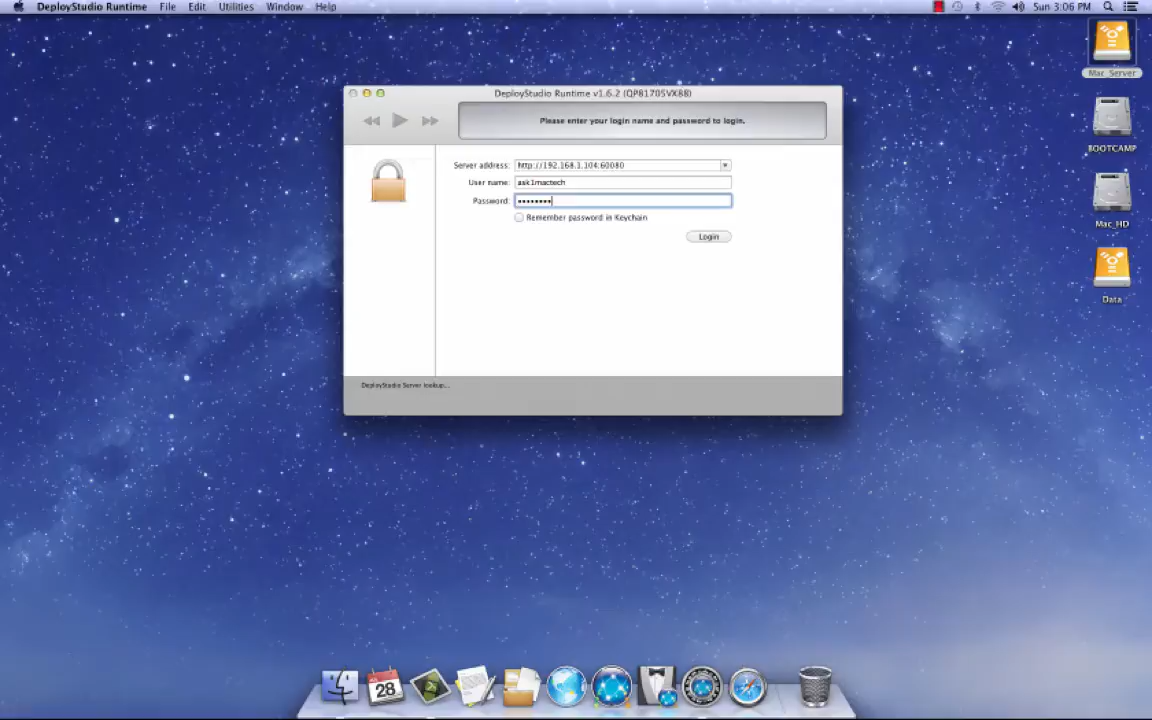 DeployStudio Runtime File Edit Utilities Window Help Sun 3:06 PM
Mac_Server
BOOTCAMP
Mac_HD
Data
DeployStudio Runtime v1.6.2 (QP8170SVX88)
Please enter your login name and password to login.
Server address: http://192.168.1.104:60080
User name: ask1mactech
Password: ••••••••
Remember password in Keychain
Login
DeployStudio Server lookup...
28